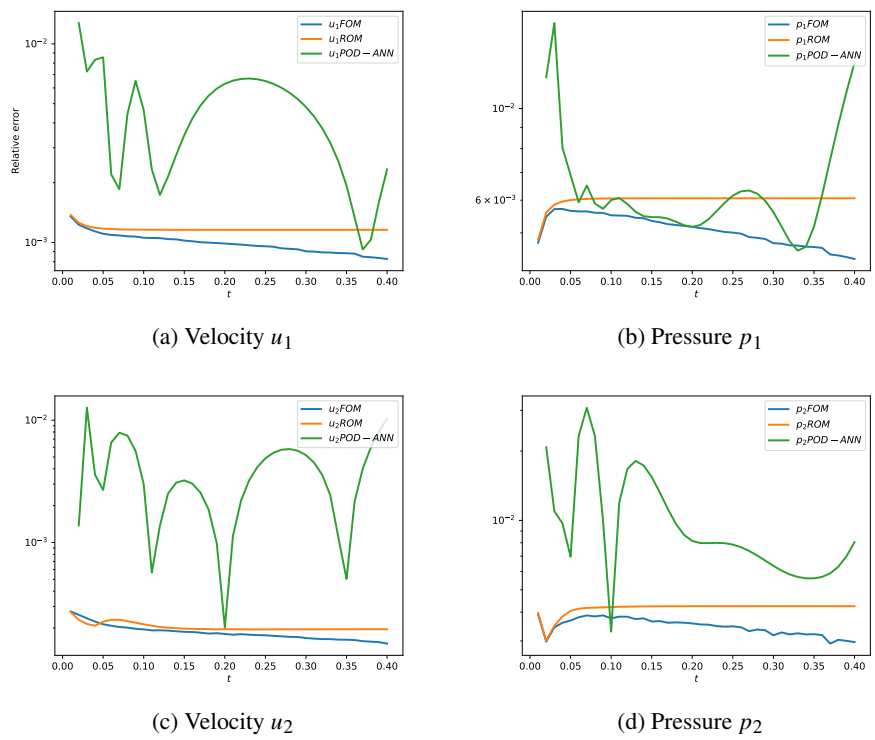 10⁻²
10⁻³
Relative error
0.00 0.05 0.10 0.15 0.20 0.25 0.30 0.35 0.40
t
u₁FOM
u₁ROM
u₁POD − ANN
(a) Velocity u₁
10⁻²
6 × 10⁻³
0.00 0.05 0.10 0.15 0.20 0.25 0.30 0.35 0.40
t
p₁FOM
p₁ROM
p₁POD − ANN
(b) Pressure p₁
10⁻²
10⁻³
0.00 0.05 0.10 0.15 0.20 0.25 0.30 0.35 0.40
t
u₂FOM
u₂ROM
u₂POD − ANN
(c) Velocity u₂
10⁻²
0.00 0.05 0.10 0.15 0.20 0.25 0.30 0.35 0.40
t
p₂FOM
p₂ROM
p₂POD − ANN
(d) Pressure p₂